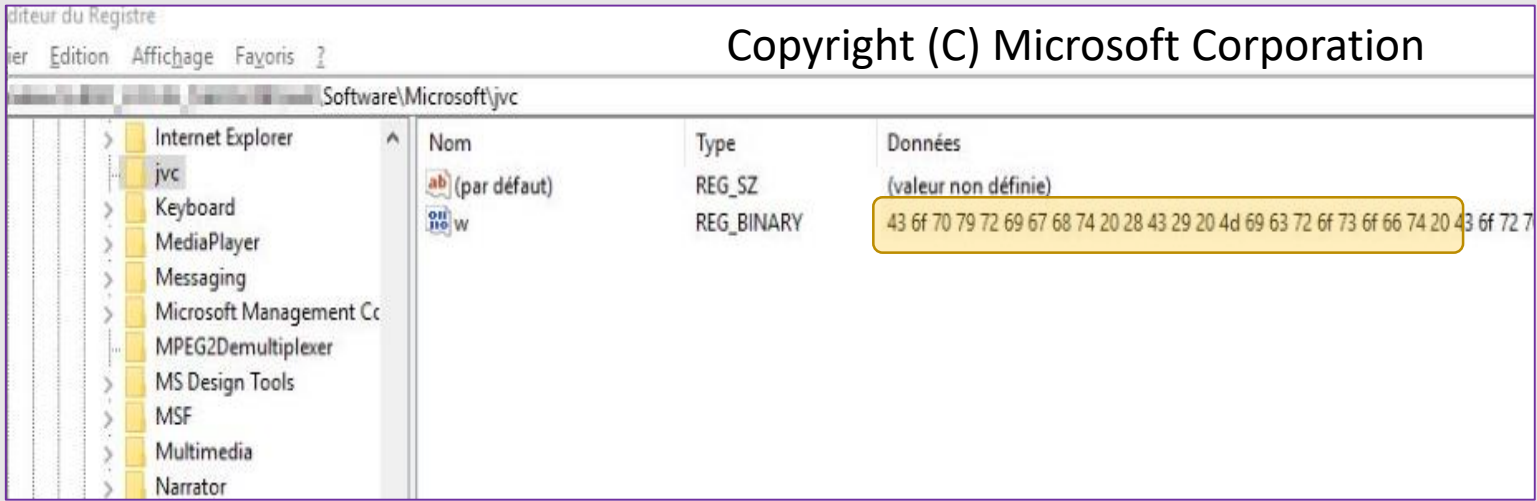 diteur du Registre
Copyright (C) Microsoft Corporation
ier Edition Affichage Favoris ?
Software\Microsoft\jvc
Internet Explorer
jvc
Keyboard
MediaPlayer
Messaging
Microsoft Management Cc
MPEG2Demultiplexer
MS Design Tools
MSF
Multimedia
Narrator
Nom Type Données
(par défaut) REG_SZ (valeur non définie)
w REG_BINARY 43 6f 70 79 72 69 67 68 74 20 28 43 29 20 4d 69 63 72 6f 73 6f 66 74 20 43 6f 72 7